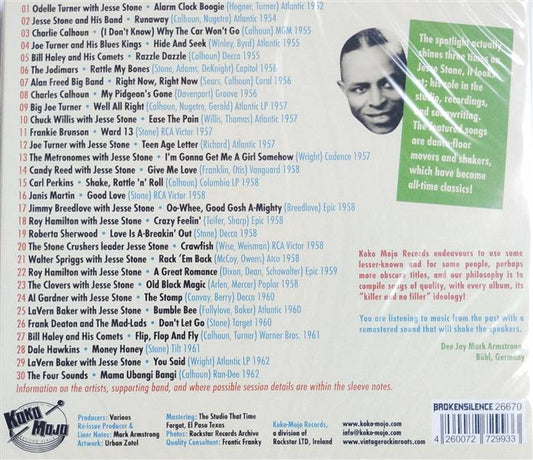 01 Odelle Turner with Jesse Stone • Alarm Clock Boogie (Hegner, Turner) Atlantic 1952
02 Jesse Stone and His Band • Runaway (Calhoun, Nugetre) Atlantic 1954
03 Charlie Calhoun • (I Don't Know) Why The Car Won't Go (Calhoun) MGM 1955
04 Joe Turner and His Blues Kings • Hide And Seek (Winley, Byrd) Atlantic 1955
05 Bill Haley and His Comets • Razzle Dazzle (Calhoun) Decca 1955
06 The Jodimars • Rattle My Bones (Stone, Adams, DeKnight) Capitol 1956
07 Alan Freed Big Band • Right Now, Right Now (Sears, Calhoun) Coral 1956
08 Charles Calhoun • My Pidgeon's Gone (Davenport) Groove 1956
09 Big Joe Turner • Well All Right (Calhoun, Nugetre, Gerald) Atlantic LP 1957
10 Chuck Willis with Jesse Stone • Ease The Pain (Willis, Thomas) Atlantic 1957
11 Frankie Brunson • Ward 13 (Stone) RCA Victor 1957
12 Joe Turner with Jesse Stone • Teen Age Letter (Richard) Atlantic 1957
13 The Metronomes with Jesse Stone • I'm Gonna Get Me A Girl Somehow (Wright) Cadence 1957
14 Candy Reed with Jesse Stone • Give Me Love (Franklin, Otis) Vanguard 1958
15 Carl Perkins • Shake, Rattle 'n' Roll (Calhoun) Columbia LP 1958
16 Janis Martin • Good Love (Stone) RCA Victor 1958
17 Jimmy Breedlove with Jesse Stone • Oo-Whee, Good Gosh A-Mighty (Breedlove) Epic 1958
18 Roy Hamilton with Jesse Stone • Crazy Feelin' (Teifer, Sharp) Epic 1958
19 Roberta Sherwood • Love Is A-Breakin' Out (Stone) Decca 1958
20 The Stone Crushers leader Jesse Stone • Crawfish (Wise, Weisman) RCA Victor 1958
21 Walter Spriggs with Jesse Stone • Rock 'Em Back (McCoy, Owens) Atco 1958
22 Roy Hamilton with Jesse Stone • A Great Romance (Dixon, Dean, Schowalter) Epic 1959
23 The Clovers with Jesse Stone • Old Black Magic (Arlen, Mercer) Poplar 1958
24 Al Gardner with Jesse Stone • The Stomp (Convay, Berry) Decca 1960
25 LaVern Baker with Jesse Stone • Bumble Bee (Fullylove, Baker) Atlantic 1960
26 Frank Deaton and The Mad-Lads • Don't Let Go (Stone) Target 1960
27 Bill Haley and His Comets • Flip, Flop And Fly (Calhoun, Turner) Warner Bros. 1961
28 Dale Hawkins • Money Honey (Stone) Tilt 1961
29 LaVern Baker with Jesse Stone • You Said (Wright) Atlantic LP 1962
30 The Four Sounds • Mama Ubangi Bangi (Calhoun) Ran-Dee 1962
Information on the artists, supporting band, and where possible session details are within the sleeve notes.
The spotlight actually
shines three times on
Jesse Stone, it looks
at; his role in the
studio, recordings,
and songwriting.
The featured songs
are dance-floor
movers and shakers,
which have become
all-time classics!
Koko Mojo Records endeavours to use some
lesser-known and for some people, perhaps
more obscure titles, and our philosophy is to
compile songs of quality, with every album, its
"killer and no filler" ideology!
You are listening to music from the past with a
remastered sound that will shake the speakers.
Dee Jay Mark Armstrong
Bühl, Germany
KOKO
MOJO
Producers: Various
Re-issue Producer &
Liner Notes: Mark Armstrong
Artwork: Urban Zotel
Mastering: The Studio That Time
Forgot, El Paso Texas
Photos: Rockstar Records Archive
Quality Consultant: Frantic Franky
Koko-Mojo Records,
a division of
Rockstar LTD, Ireland
www.koko-mojo.com
info@koko-mojo.com
www.vintagerockinroots.com
BROKENSILENCE 26670
4 260072 729933